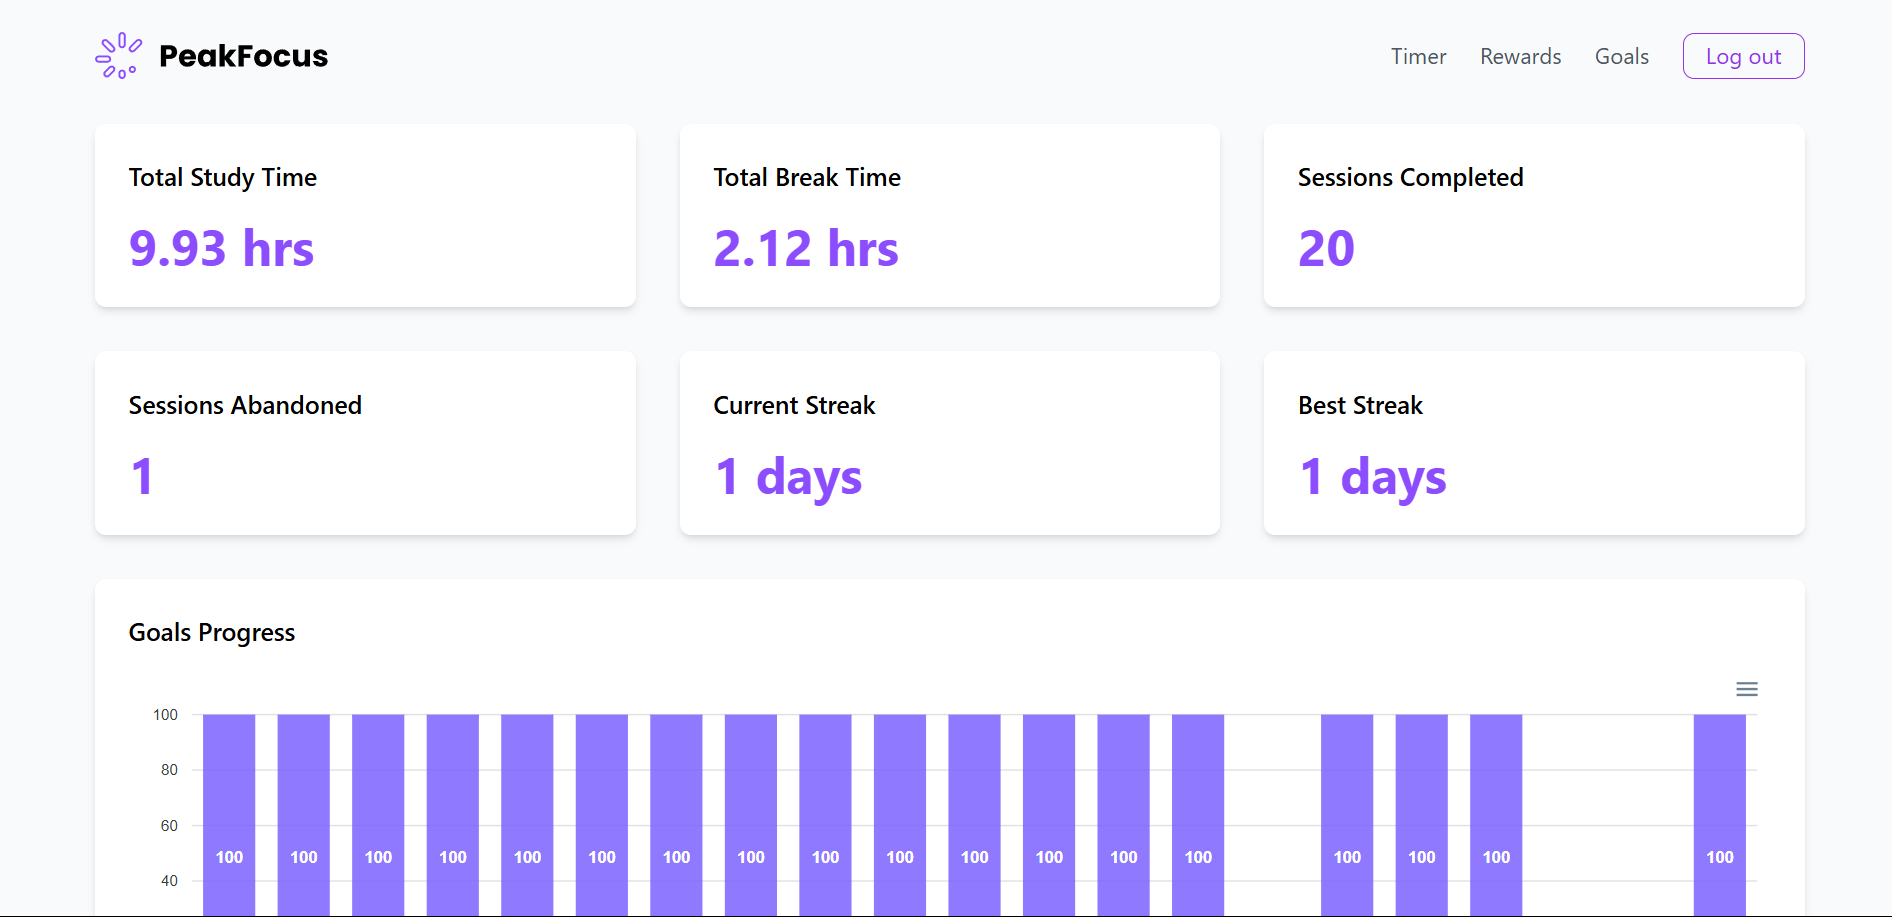 PeakFocus
Timer Rewards Goals Log out
Total Study Time
9.93 hrs
Total Break Time
2.12 hrs
Sessions Completed
20
Sessions Abandoned
1
Current Streak
1 days
Best Streak
1 days
Goals Progress
100
80
60
100 100 100 100 100 100 100 100 100 100 100 100 100 100 100 100 100 100
40